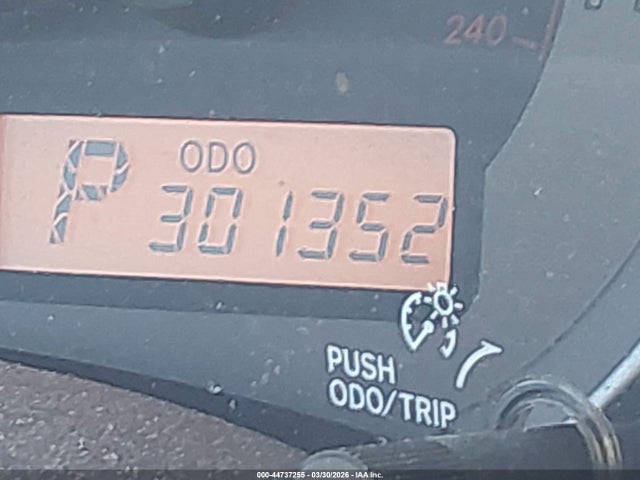 240
ODO
P 301352
PUSH
ODO/TRIP
000-44737255 - 03/30/2026 - IAA Inc.